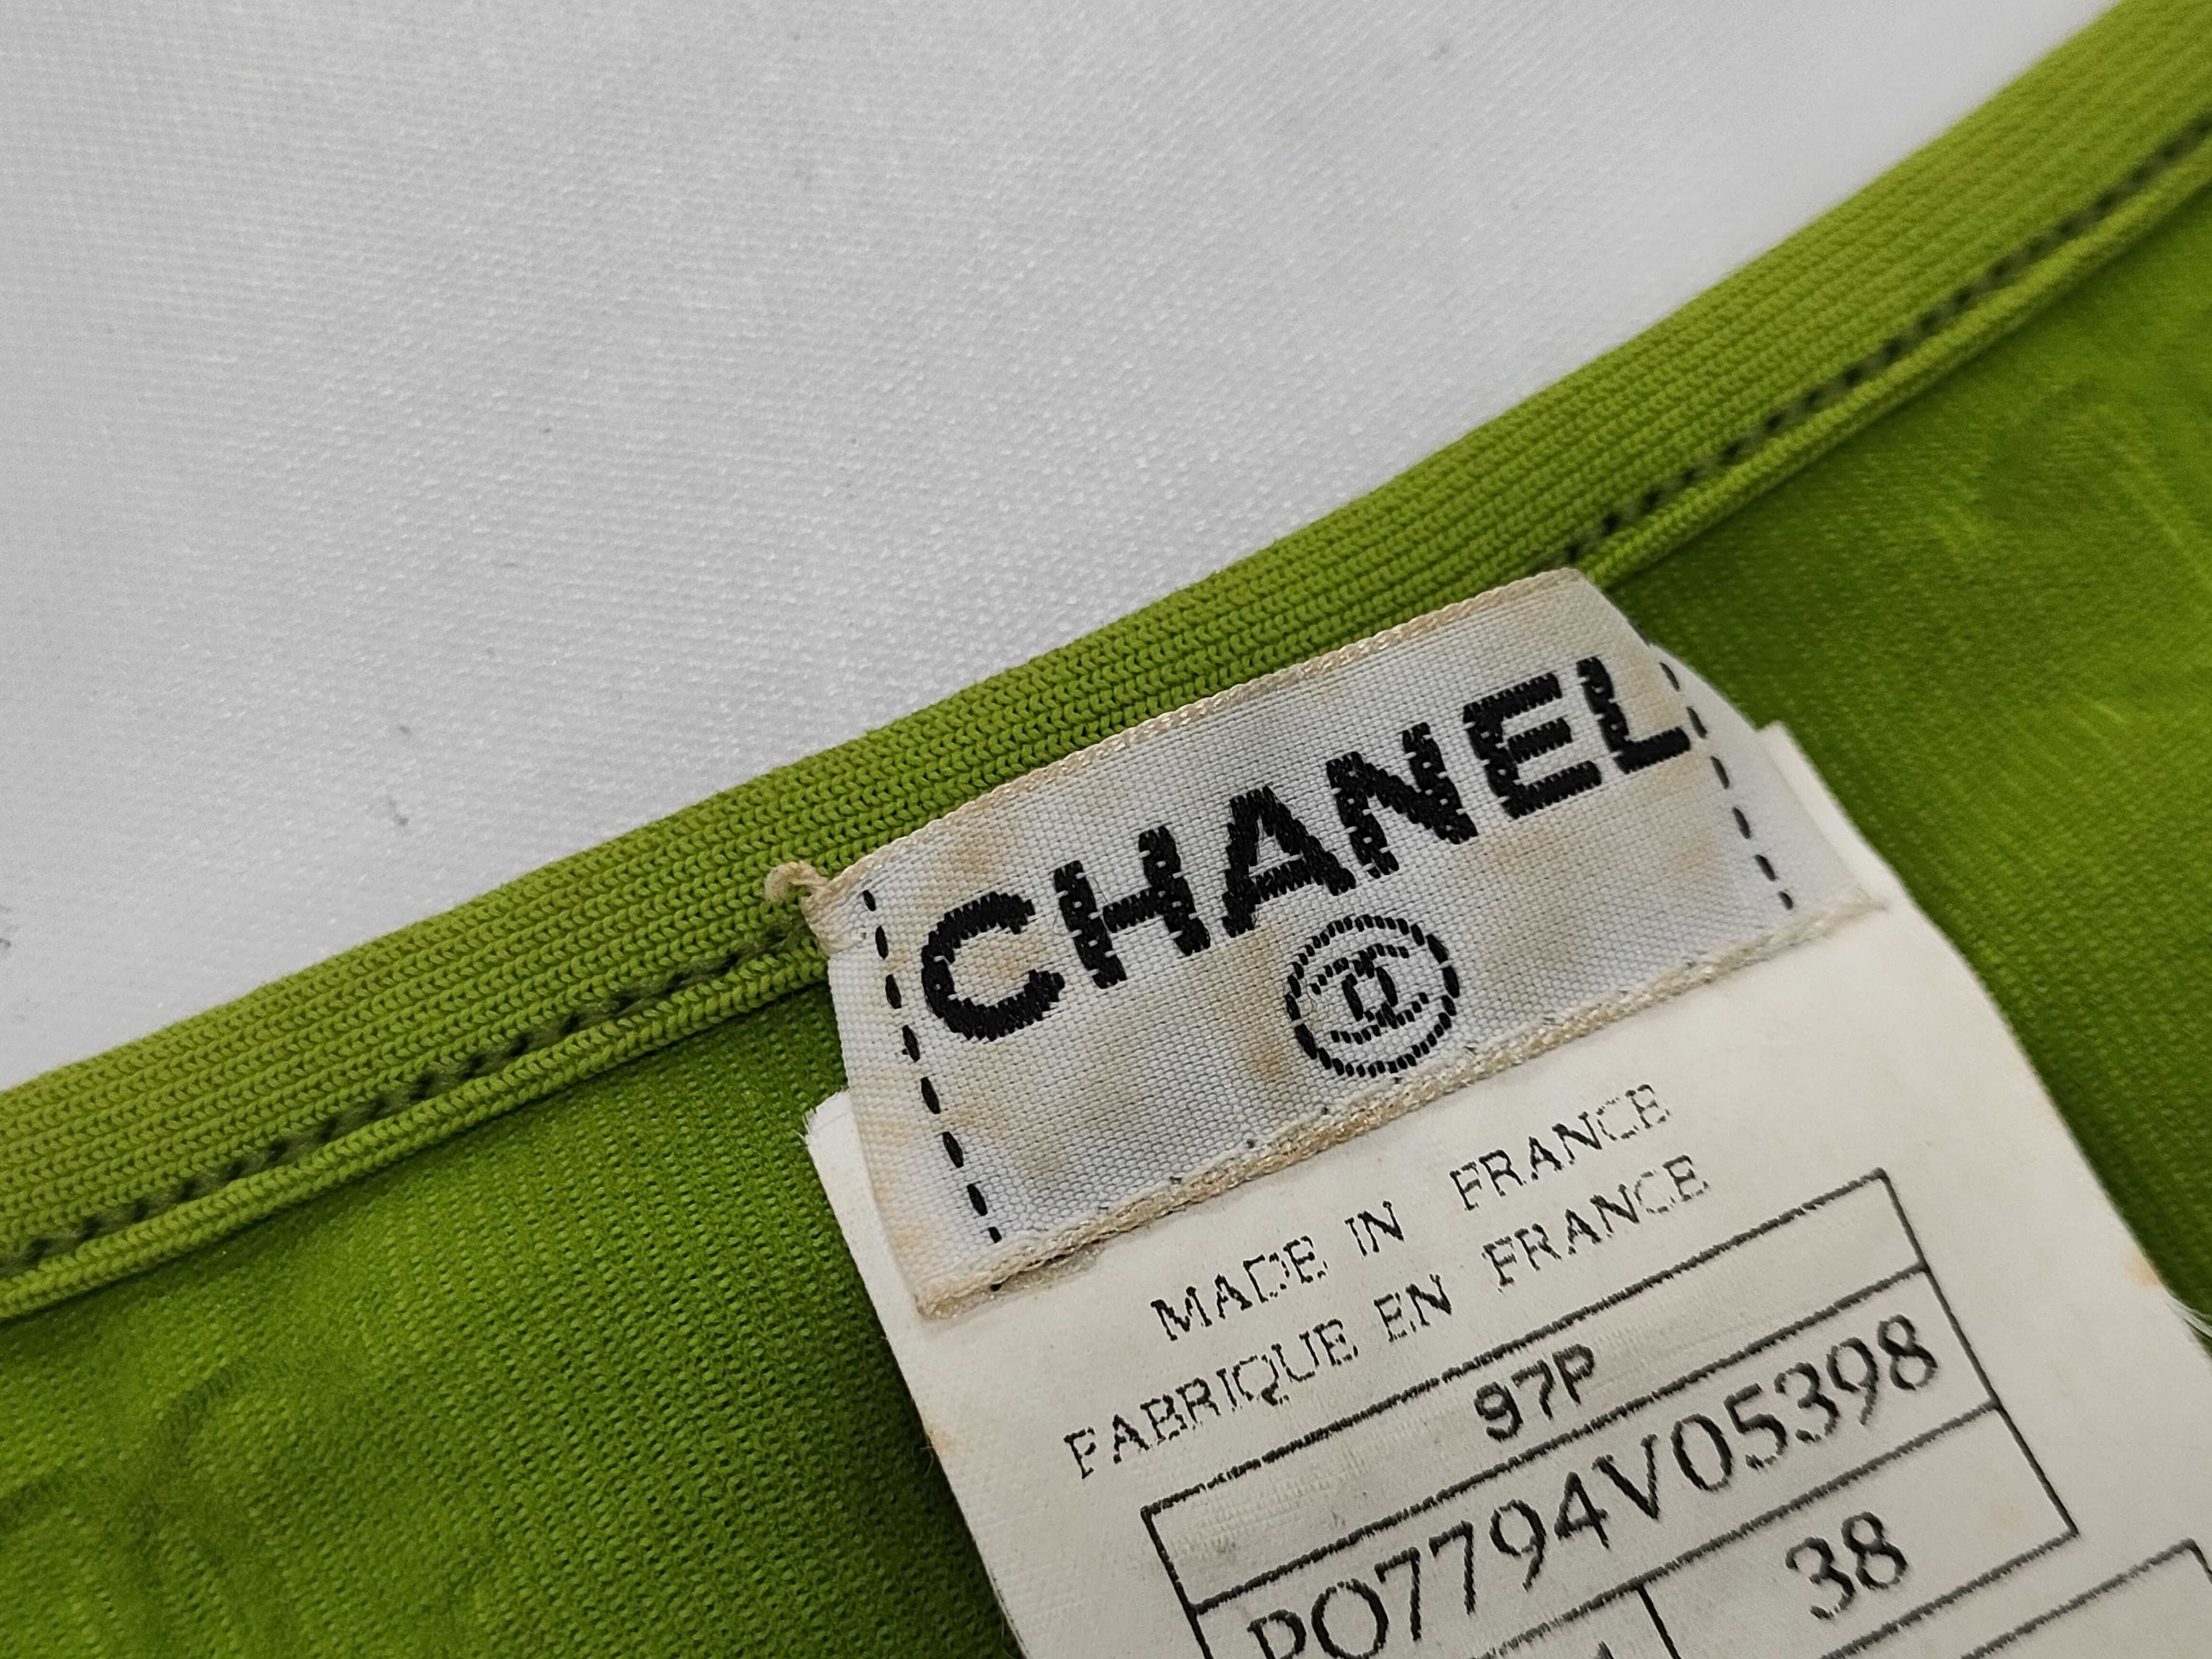 CHANEL
MADE IN FRANCE
FABRIQUE EN FRANCE
97P
P07794V05398
38